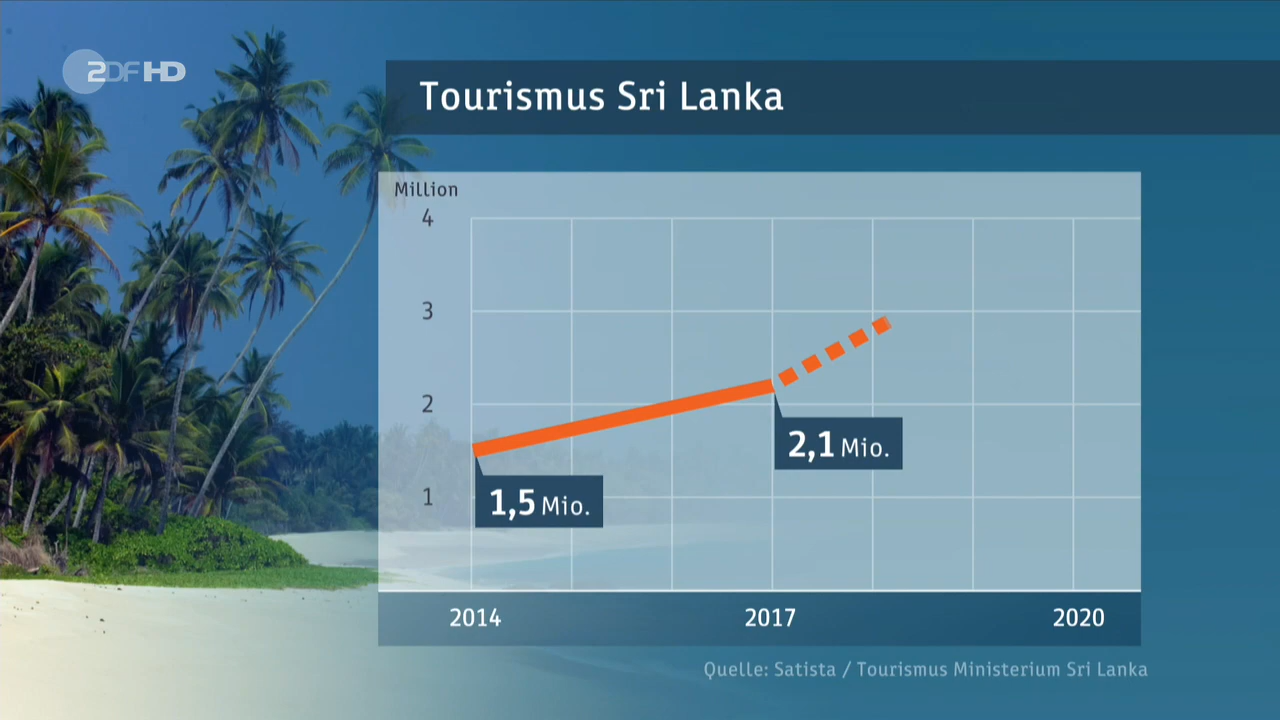 ZDF HD
Tourismus Sri Lanka
Million
4
3
2
1
2,1 Mio.
1,5 Mio.
2014 2017 2020
Quelle: Satista / Tourismus Ministerium Sri Lanka